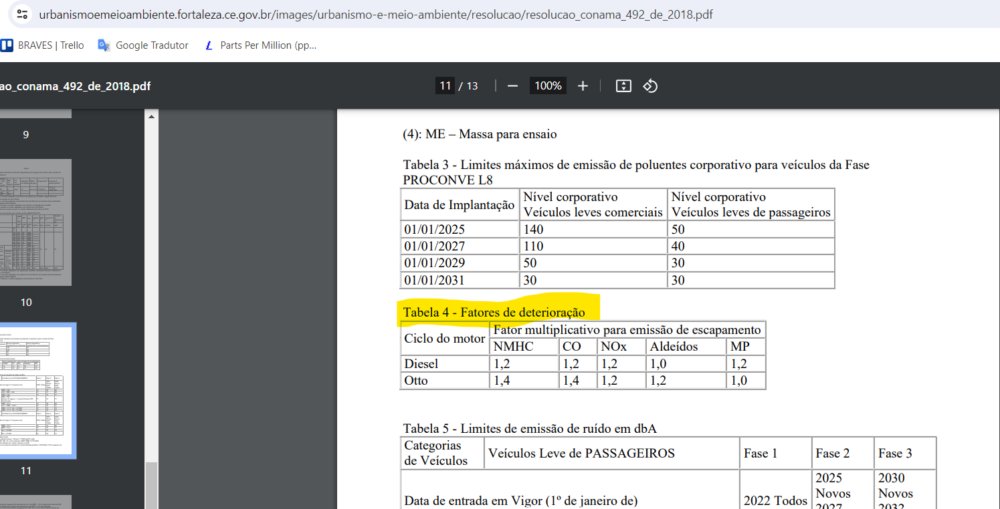 urbanismoemeioambiente.fortaleza.ce.gov.br/images/urbanismo-e-meio-ambiente/resolucao/resolucao_conama_492_de_2018.pdf
BRAVES | Trello Google Tradutor Parts Per Million (pp...
ao_conama_492_de_2018.pdf 11 / 13 100%
9
10
11
(4): ME – Massa para ensaio
Tabela 3 - Limites máximos de emissão de poluentes corporativo para veículos da Fase
PROCONVE L8
Data de Implantação Nível corporativo Veículos leves comerciais Nível corporativo Veículos leves de passageiros
01/01/2025 140 50
01/01/2027 110 40
01/01/2029 50 30
01/01/2031 30 30
Tabela 4 - Fatores de deterioração
Ciclo do motor Fator multiplicativo para emissão de escapamento
NMHC CO NOx Aldeídos MP
Diesel 1,2 1,2 1,2 1,0 1,2
Otto 1,4 1,4 1,2 1,2 1,0
Tabela 5 - Limites de emissão de ruído em dbA
Categorias de Veículos Veículos Leve de PASSAGEIROS Fase 1 Fase 2 Fase 3
Data de entrada em Vigor (1º de janeiro de) 2022 Todos 2025 Novos 2027 2030 Novos 2032